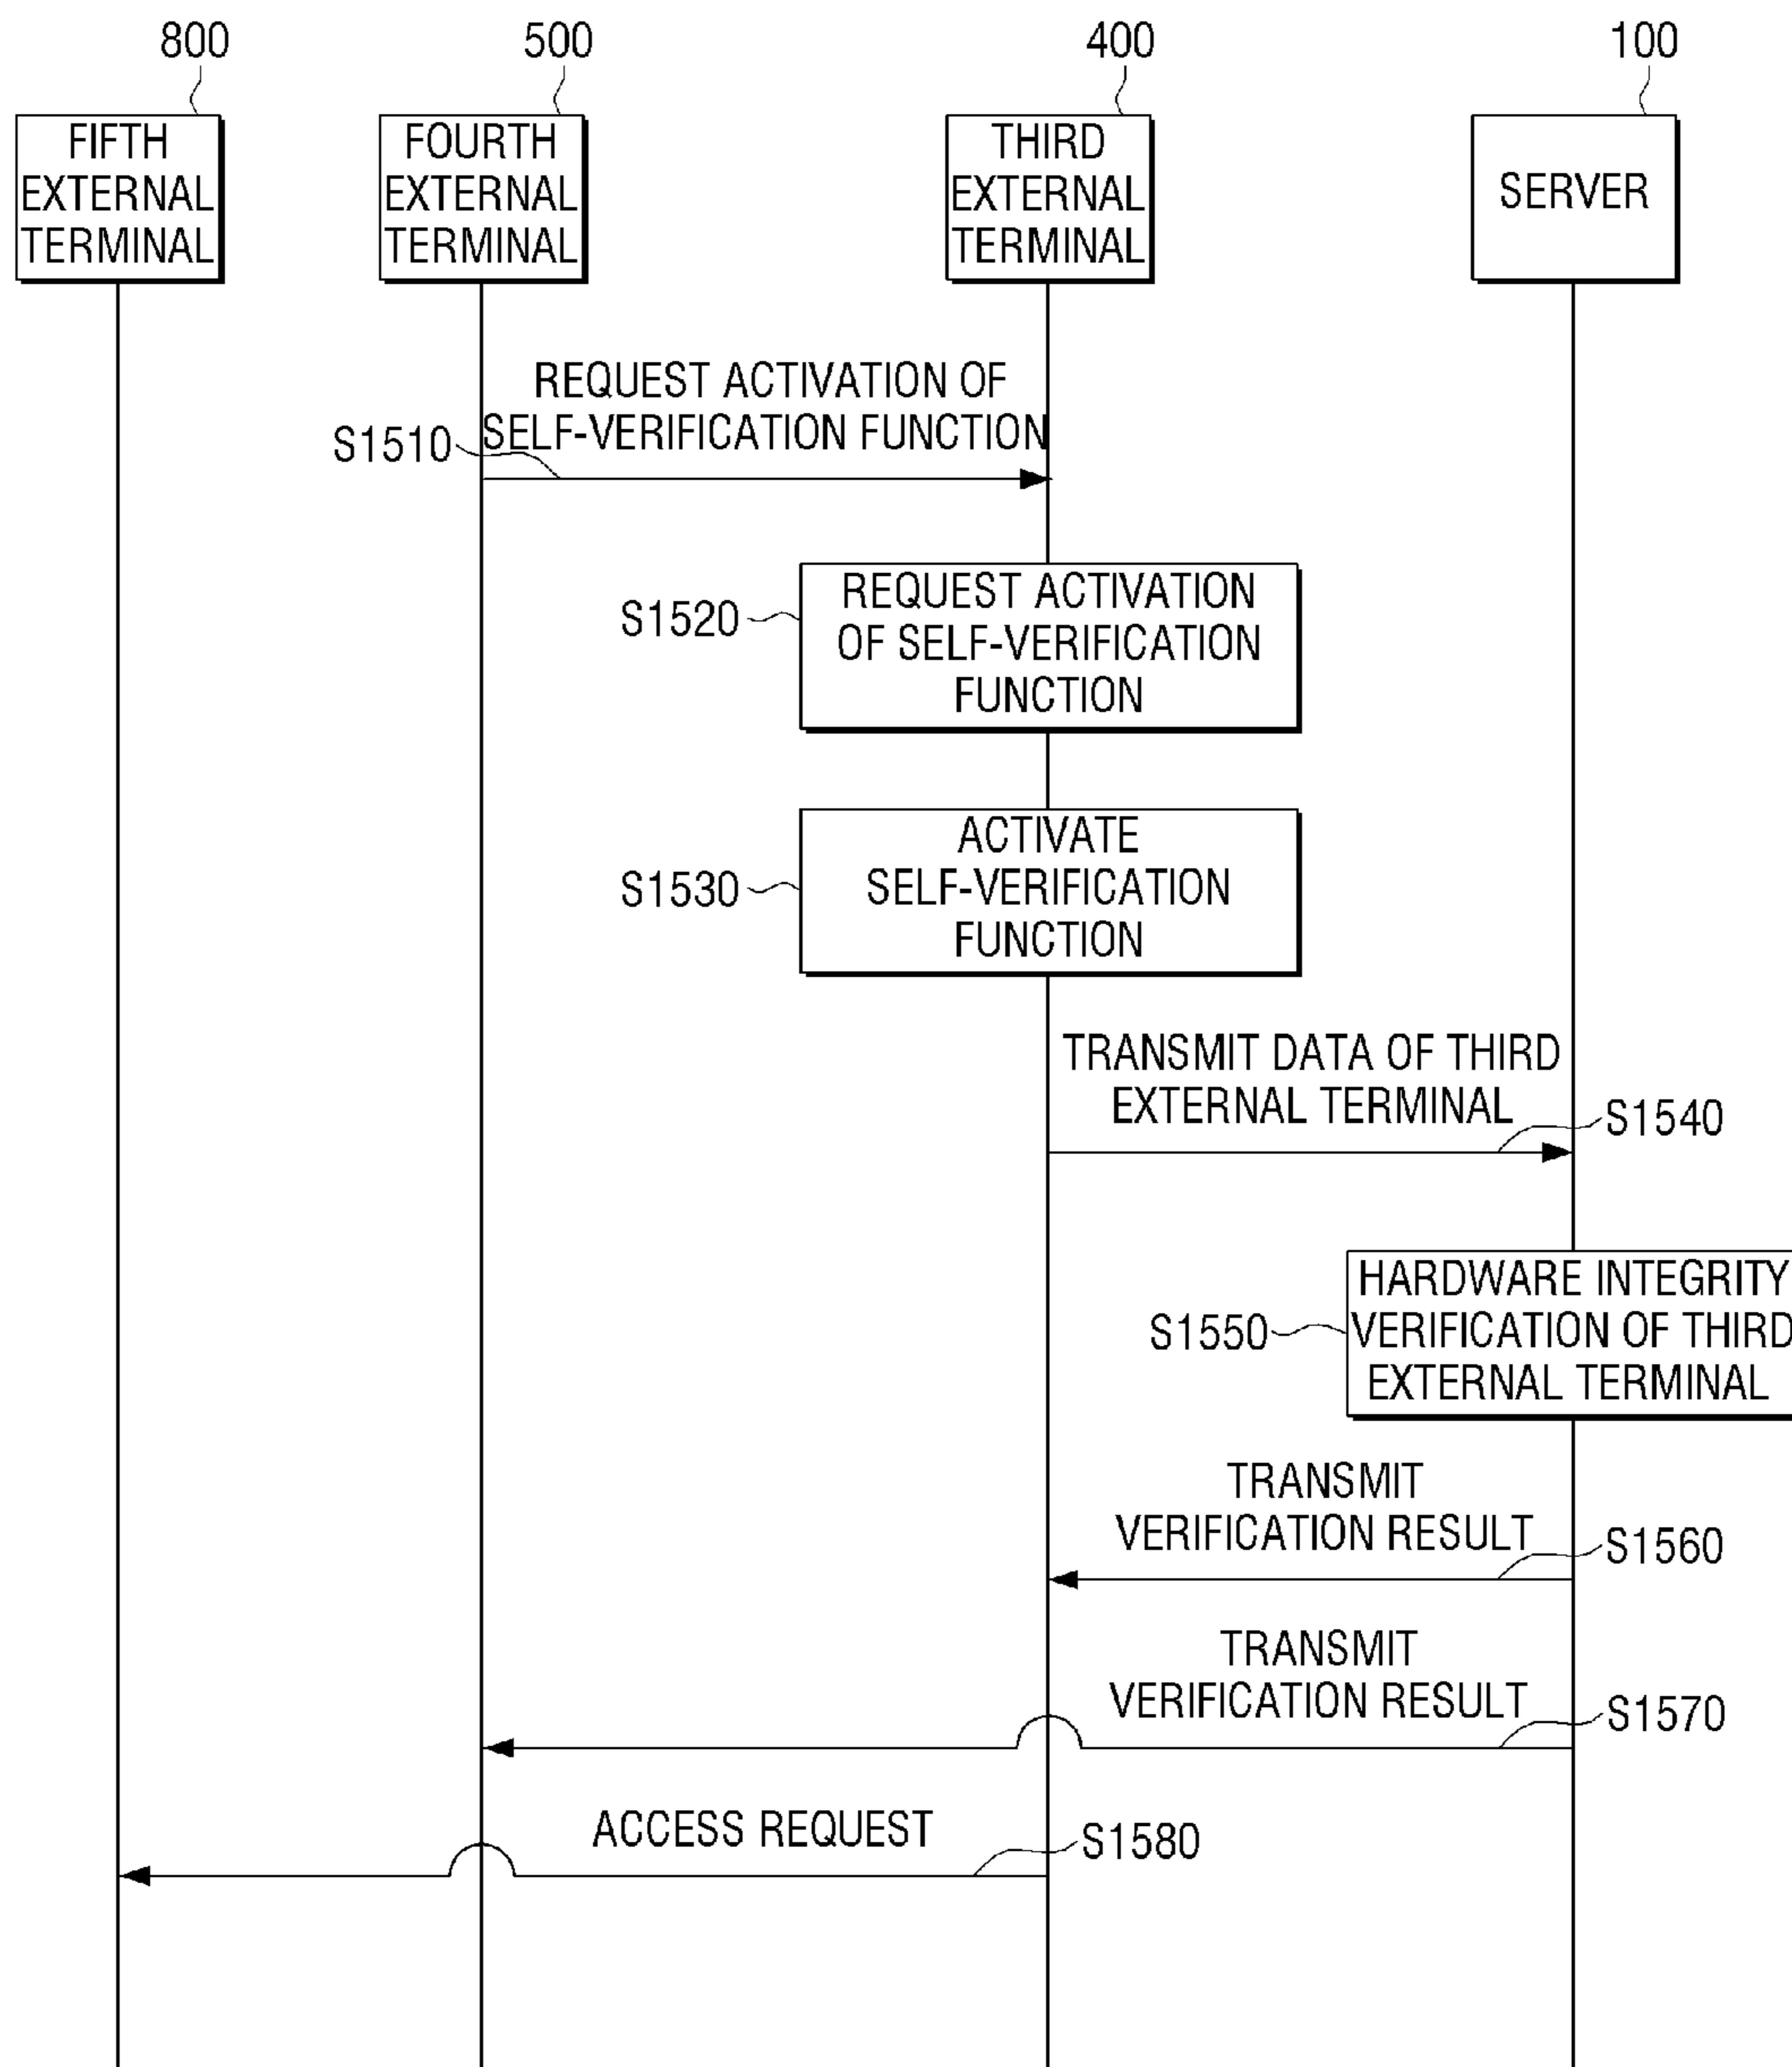 800
500
400
100
FIFTH
EXTERNAL
TERMINAL
FOURTH
EXTERNAL
TERMINAL
THIRD
EXTERNAL
TERMINAL
SERVER
REQUEST ACTIVATION OF
SELF-VERIFICATION FUNCTION
S1510
S1520
REQUEST ACTIVATION
OF SELF-VERIFICATION
FUNCTION
S1530
ACTIVATE
SELF-VERIFICATION
FUNCTION
TRANSMIT DATA OF THIRD
EXTERNAL TERMINAL
S1540
S1550
HARDWARE INTEGRITY
VERIFICATION OF THIRD
EXTERNAL TERMINAL
TRANSMIT
VERIFICATION RESULT
S1560
TRANSMIT
VERIFICATION RESULT
S1570
ACCESS REQUEST
S1580